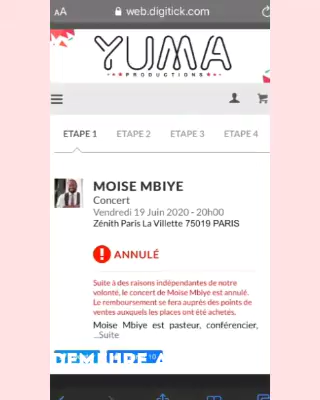 AA
web.digitick.com
YUMA
PRODUCTIONS
ETAPE 1 ETAPE 2 ETAPE 3 ETAPE 4
MOISE MBIYE
Concert
Vendredi 19 Juin 2020 - 20h00
Zénith Paris La Villette 75019 PARIS
ANNULÉ
Suite à des raisons indépendantes de notre
volonté, le concert de Moise Mbiye est annulé.
Le remboursement se fera auprès des points de
ventes auxquels les places ont été achetés.
Moise Mbiye est pasteur, conférencier,
...Suite